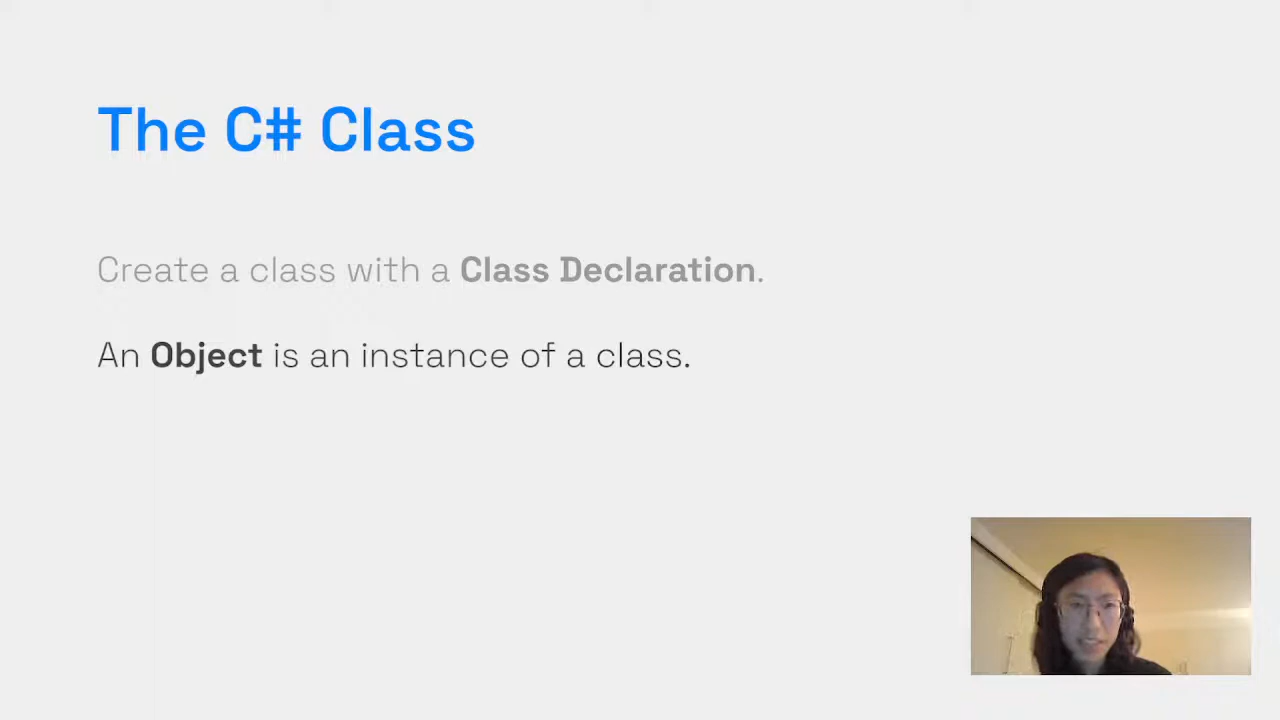 The C# Class
Create a class with a Class Declaration.
An Object is an instance of a class.